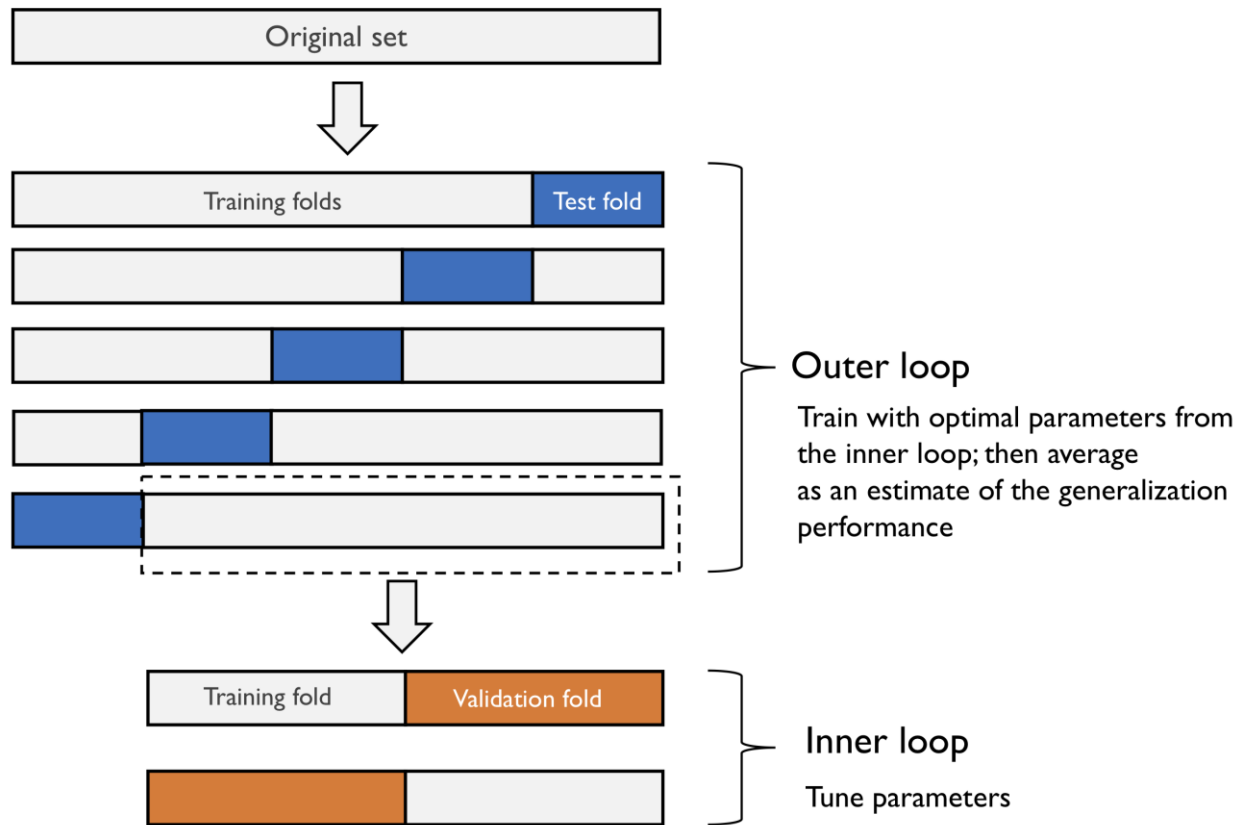 Original set
Training folds
Test fold
Outer loop
Train with optimal parameters from
the inner loop; then average
as an estimate of the generalization
performance
Training fold
Validation fold
Inner loop
Tune parameters